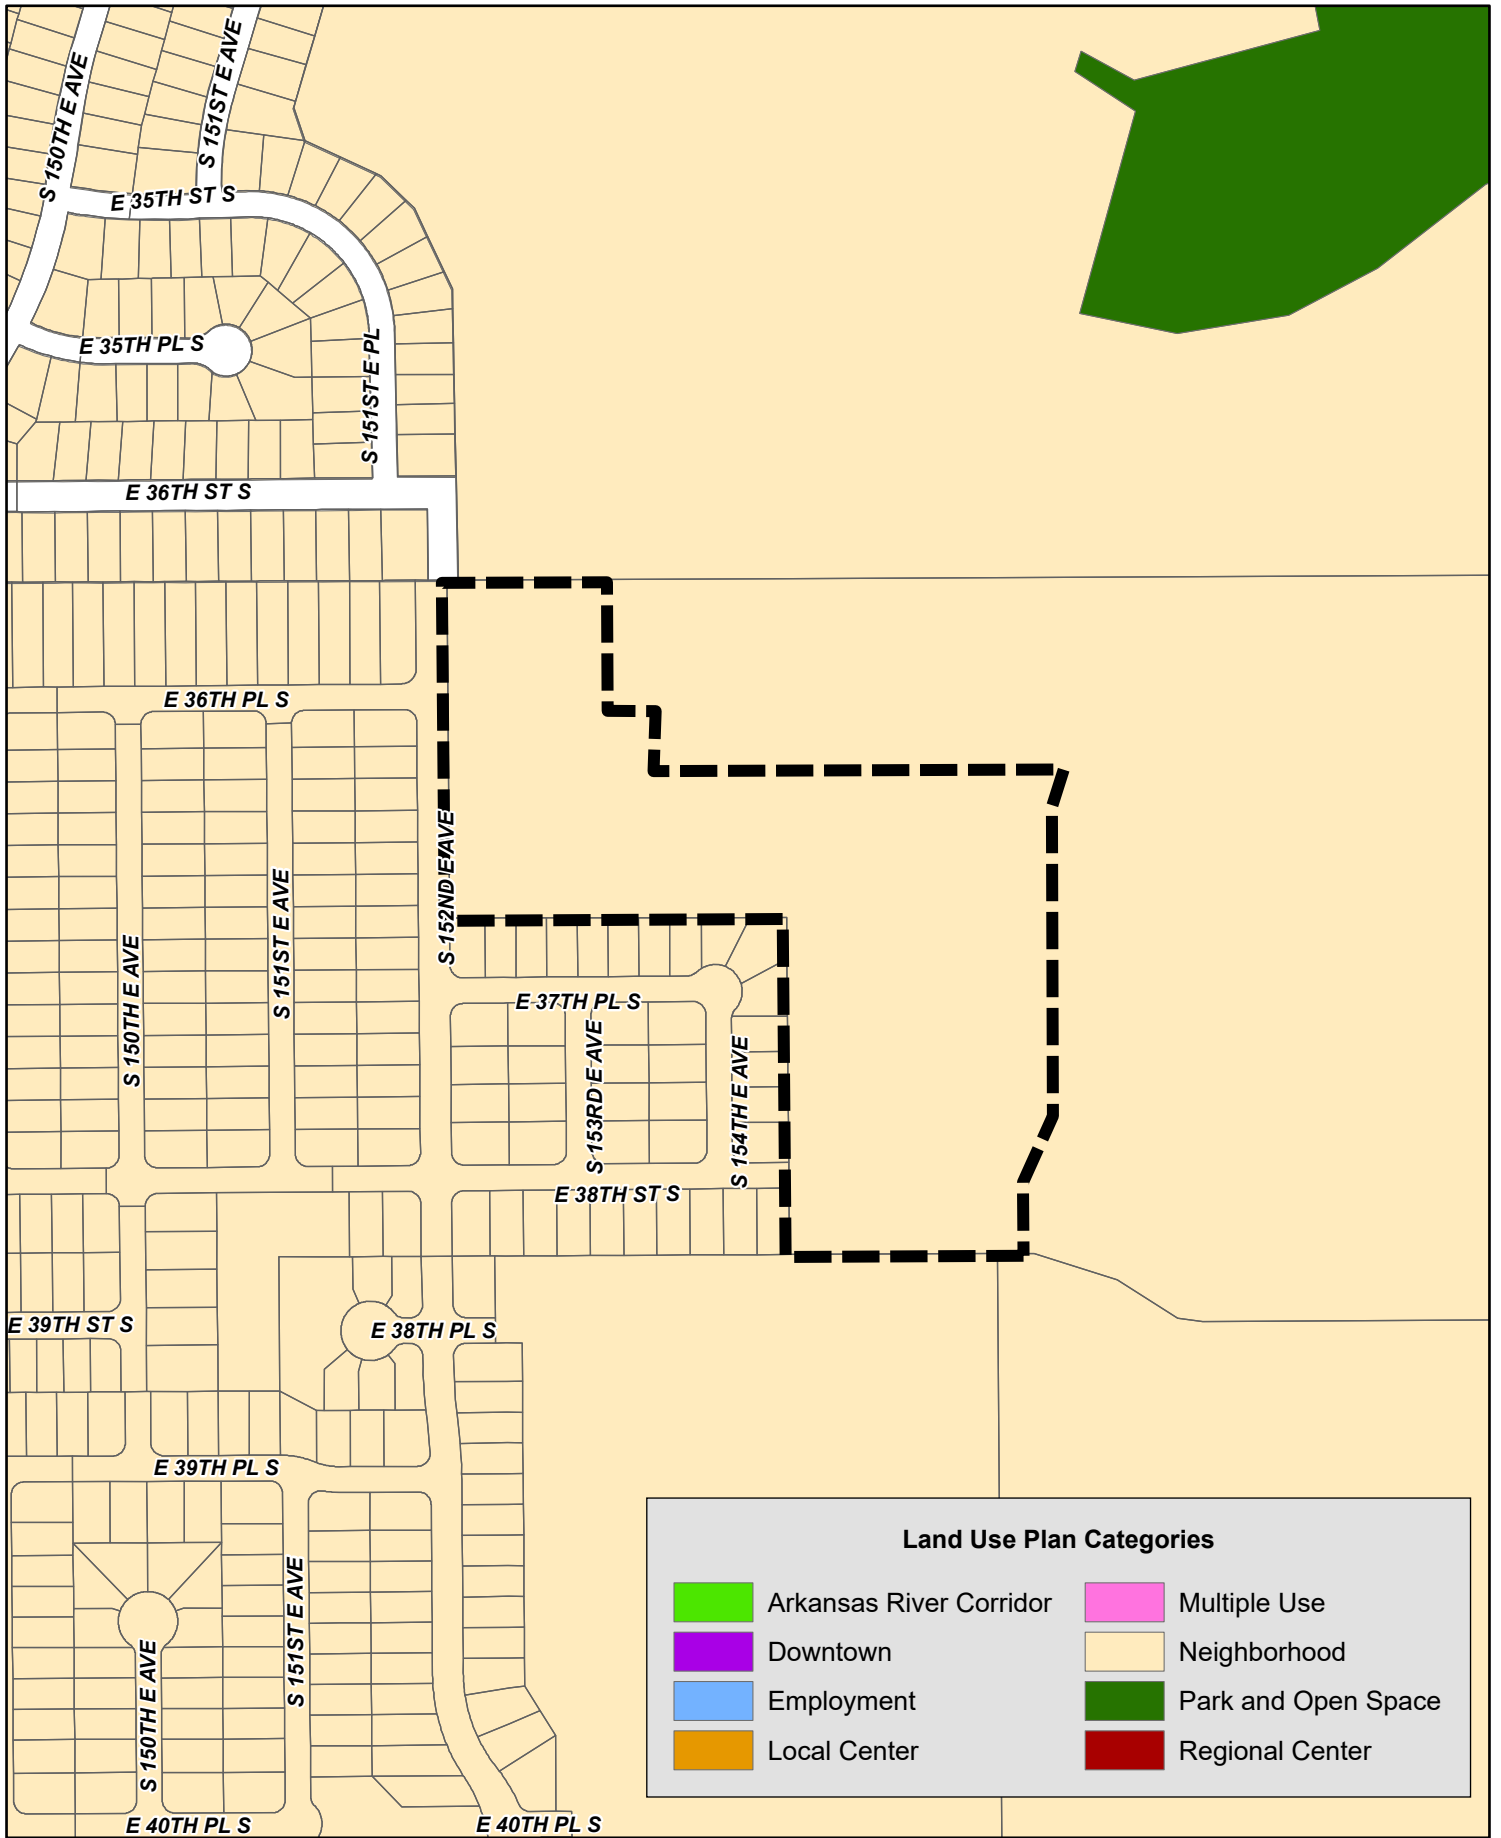 S 150TH E AVE
S 151ST E AVE
E 35TH ST S
E 35TH PL S
S 151ST E PL
E 36TH ST S
E 36TH PL S
S 152ND E AVE
S 151ST E AVE
S 150TH E AVE
E 37TH PL S
S 153RD E AVE
S 154TH E AVE
E 38TH ST S
E 39TH ST S
E 38TH PL S
E 39TH PL S
S 151ST E AVE
S 150TH E AVE
E 40TH PL S
E 40TH PL S
Land Use Plan Categories
Arkansas River Corridor
Downtown
Employment
Local Center
Multiple Use
Neighborhood
Park and Open Space
Regional Center